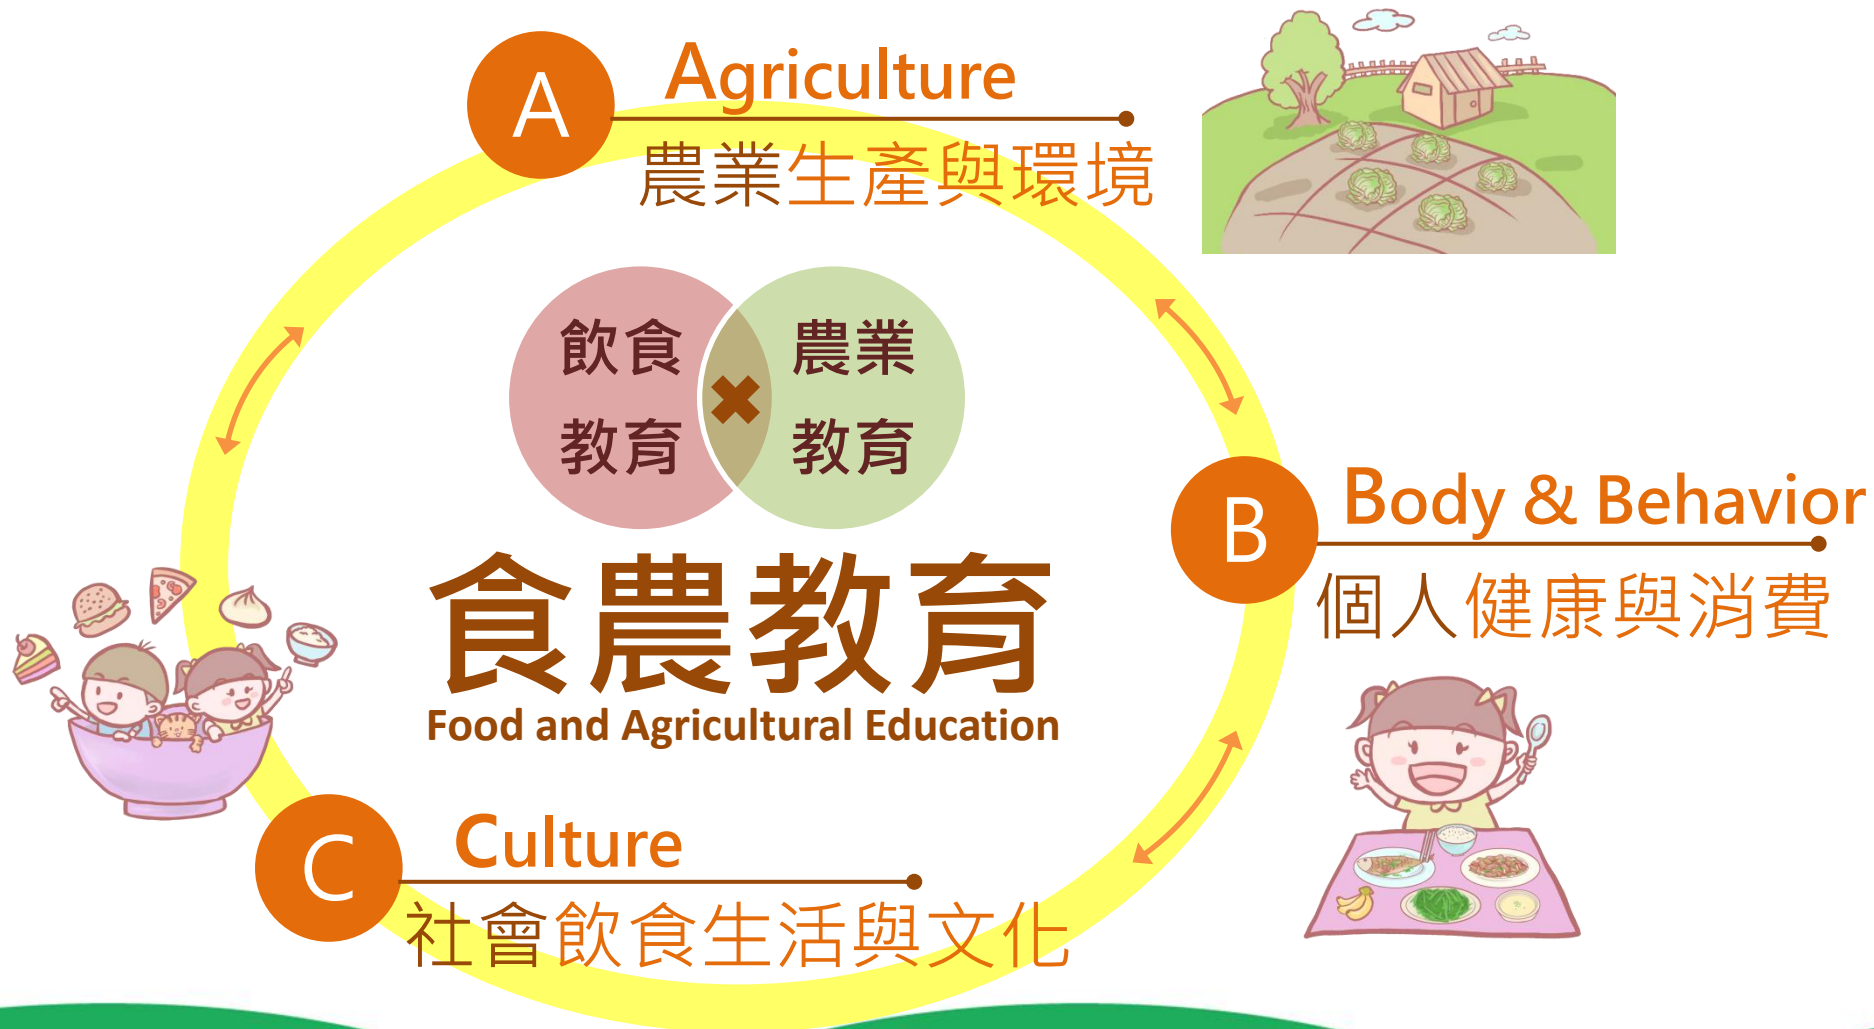 A
Agriculture
農業生產與環境
飲食
教育
農業
教育
食農教育
Food and Agricultural Education
B
Body & Behavior
個人健康與消費
C
Culture
社會飲食生活與文化